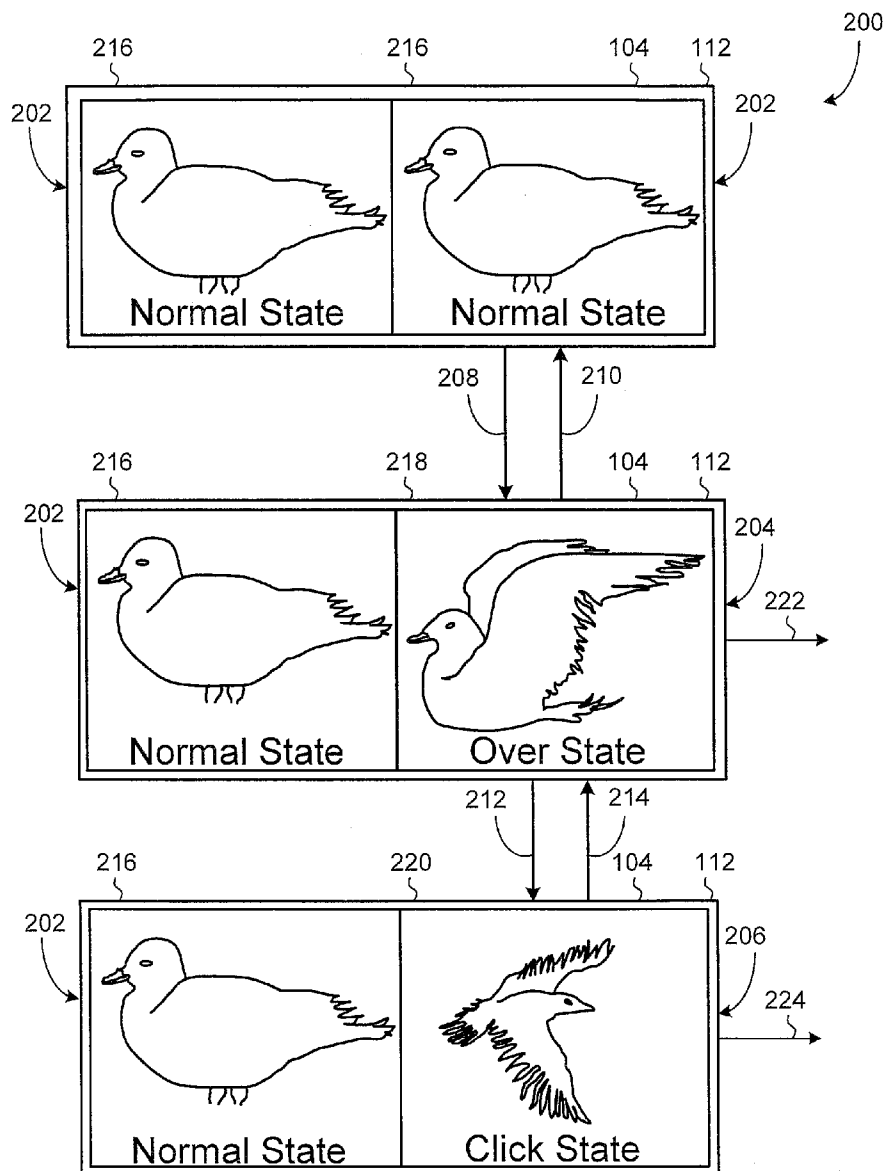 200
216 216 104 112
202 202
Normal State Normal State
208 210
216 218 104 112
202 204
222
Normal State Over State
212 214
216 220 104 112
202 206
224
Normal State Click State